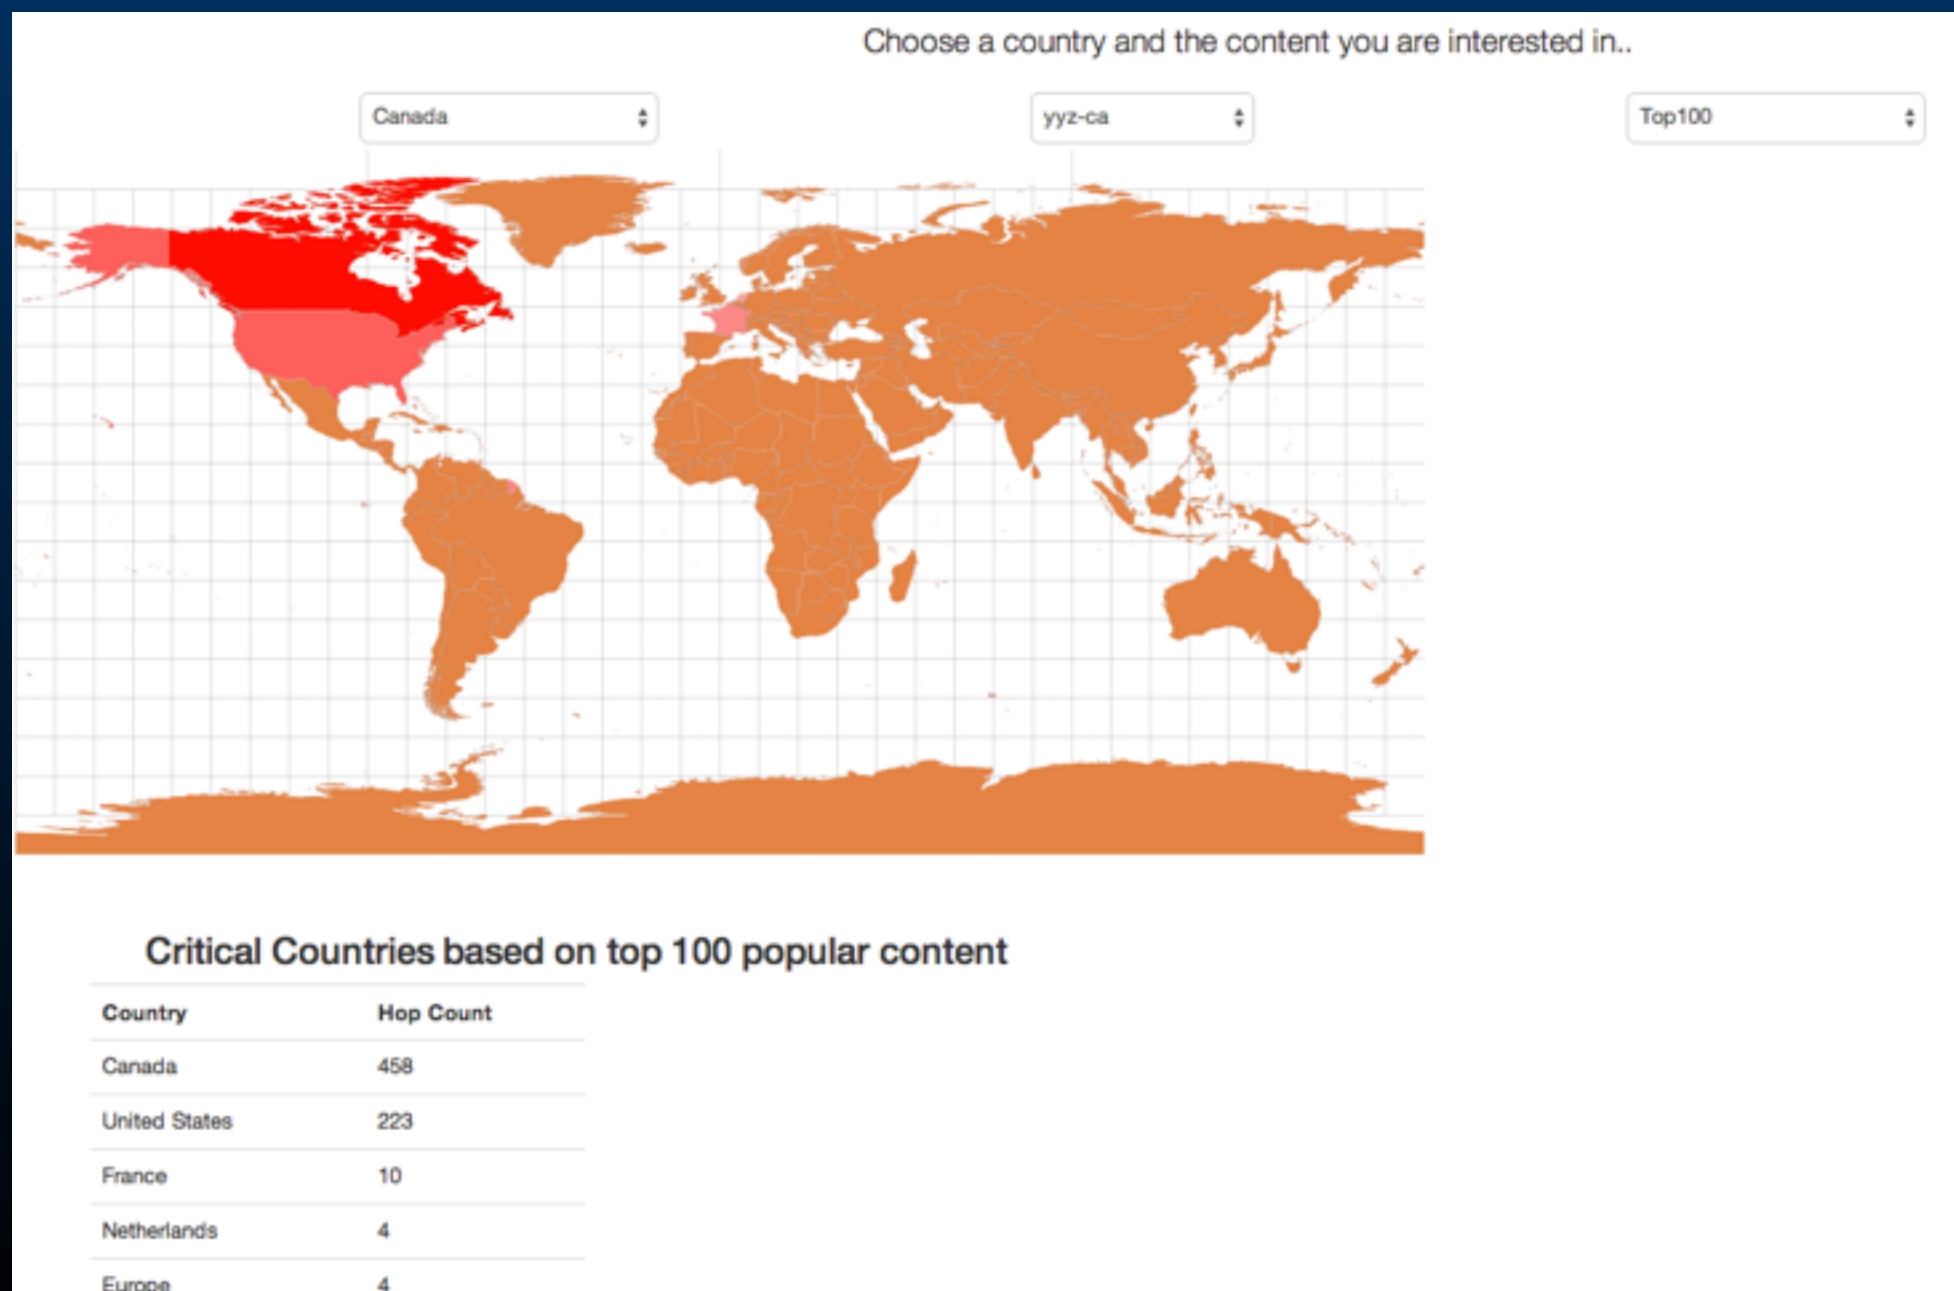 Choose a country and the content you are interested in..
Canada yyz-ca Top100
Critical Countries based on top 100 popular content
Country Hop Count
Canada 458
United States 223
France 10
Netherlands 4
Europe 4